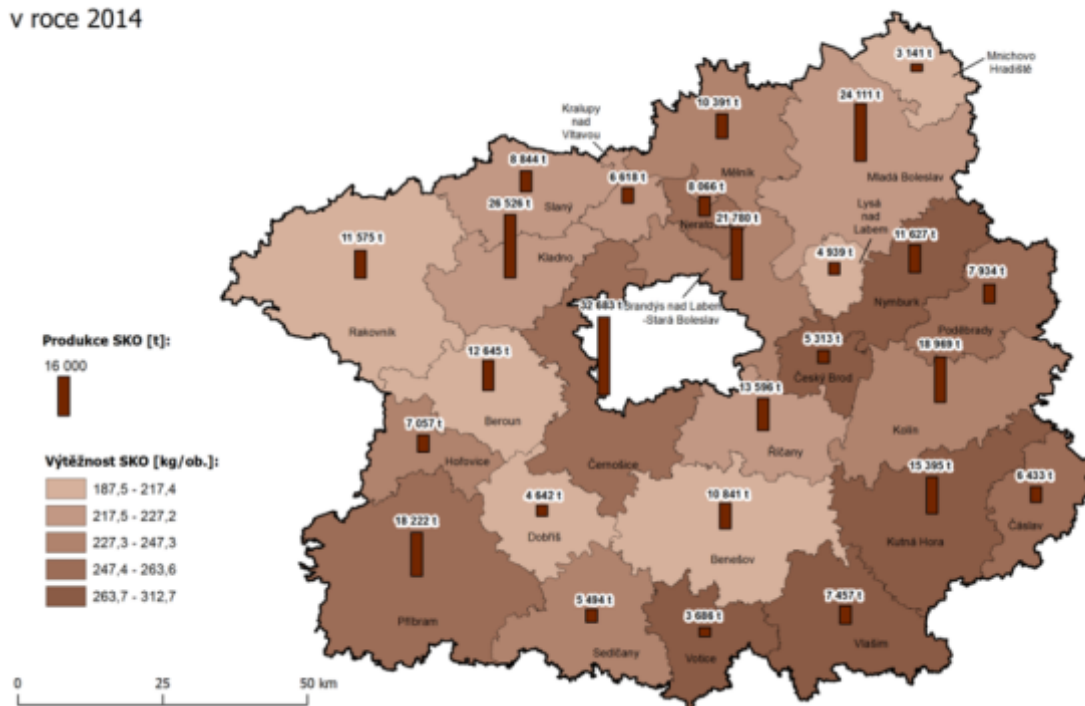 v roce 2014
3 141 t
Mnichovo
Hradiště
24 111 t
10 391 t
Kralupy
nad
Vltavou
8 844 t
6 618 t
Mělník
Mladá Boleslav
8 066 t
Slaný
26 526 t
21 780 t
Nerato
Lysá
nad
Labem
11 627 t
11 575 t
Kladno
4 939 t
7 934 t
Nymburk
32 683 t
Brandýs nad Labem
-Stará Boleslav
Rakovník
Poděbrady
5 313 t
18 969 t
Produkce SKO [t]:
16 000
12 645 t
Český Brod
13 596 t
Beroun
Kolín
7 057 t
Říčany
Hořovice
Černošice
Výtěžnost SKO [kg/ob.]:
187,5 - 217,4
217,5 - 227,2
227,3 - 247,3
247,4 - 263,6
263,7 - 312,7
15 395 t
6 433 t
4 642 t
10 841 t
Čáslav
18 222 t
Dobříš
Kutná Hora
Benešov
5 494 t
3 686 t
7 457 t
Příbram
Sedlčany
Votice
Vlašim
0 25 50 km